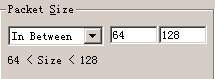 Packet Size
In Between 64 128
64 < Size < 128